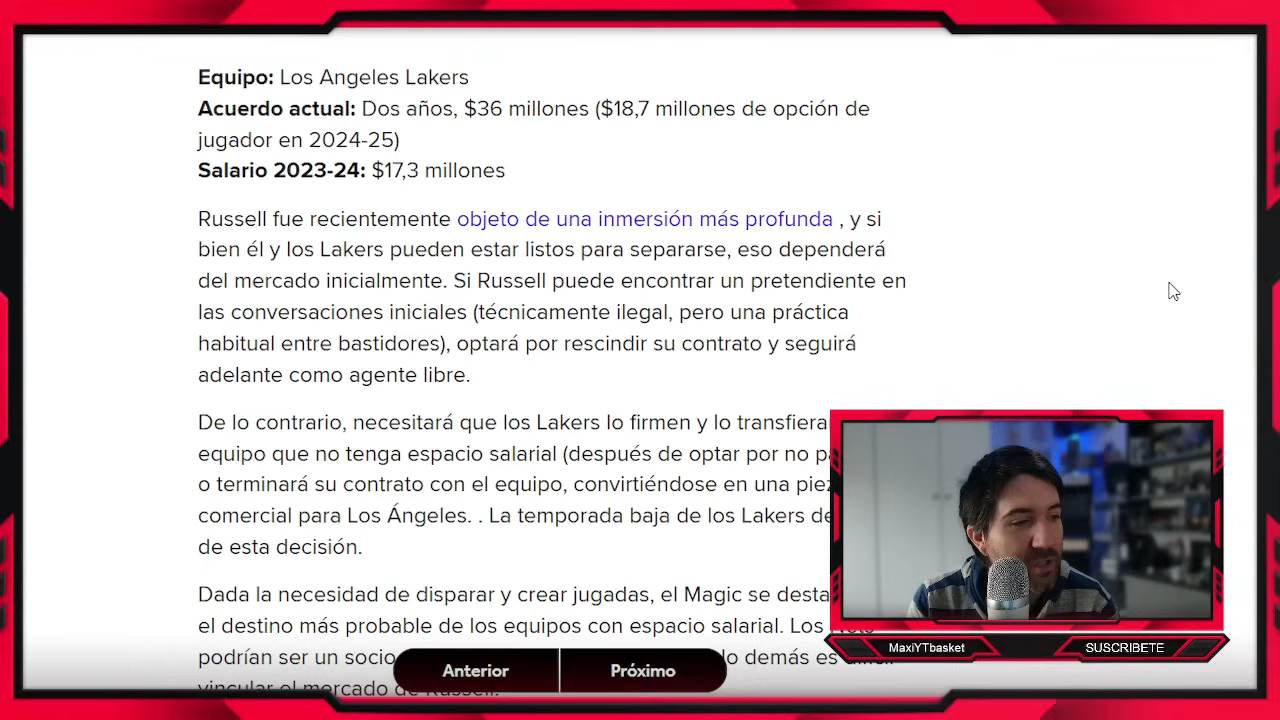 Equipo: Los Angeles Lakers
Acuerdo actual: Dos años, $36 millones ($18,7 millones de opción de
jugador en 2024-25)
Salario 2023-24: $17,3 millones
Russell fue recientemente objeto de una inmersión más profunda , y si
bien él y los Lakers pueden estar listos para separarse, eso dependerá
del mercado inicialmente. Si Russell puede encontrar un pretendiente en
las conversaciones iniciales (técnicamente ilegal, pero una práctica
habitual entre bastidores), optará por rescindir su contrato y seguirá
adelante como agente libre.
De lo contrario, necesitará que los Lakers lo firmen y lo
equipo que no tenga espacio salarial (después de optar por no
o terminará su contrato con el equipo, convirtiéndose en una
comercial para Los Ángeles. . La temporada baja de los Lakers
de esta decisión.
Dada la necesidad de disparar y crear jugadas, el Magic se
el destino más probable de los equipos con espacio salarial. Los
podrían ser un demás es
vincular el mercado de Russell.
Anterior
Próximo
MaxiYTbasket
SUSCRIBETE